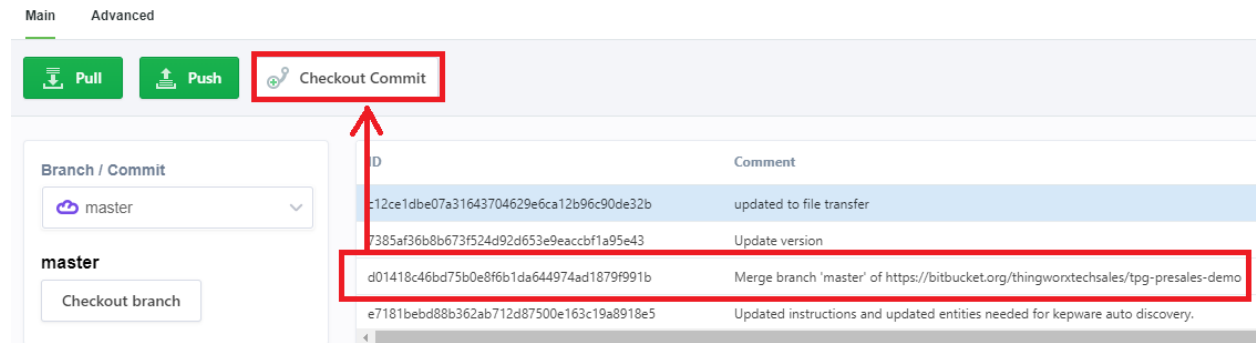 Main Advanced
Pull Push Checkout Commit
Branch / Commit
master
master
Checkout branch
ID Comment
c12ce1dbe07a31643704629e6ca12b96c90de32b updated to file transfer
7385af36b8b673f524d92d653e9eaccbf1a95e43 Update version
d01418c46bd75b0e8f6b1da644974ad1879f991b Merge branch 'master' of https://bitbucket.org/thingworxtechsales/tpg-presales-demo
e7181bebd88b362ab712d87500e163c19a8918e5 Updated instructions and updated entities needed for kepware auto discovery.